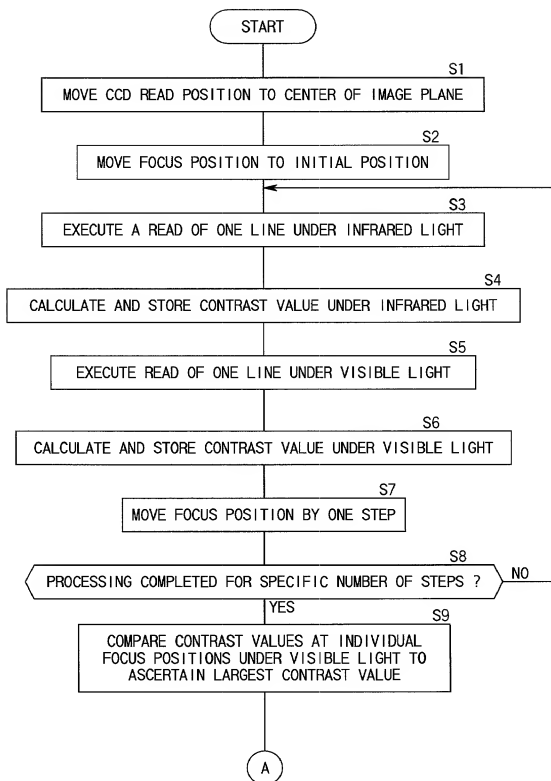 START
S1
MOVE CCD READ POSITION TO CENTER OF IMAGE PLANE
S2
MOVE FOCUS POSITION TO INITIAL POSITION
S3
EXECUTE A READ OF ONE LINE UNDER INFRARED LIGHT
S4
CALCULATE AND STORE CONTRAST VALUE UNDER INFRARED LIGHT
S5
EXECUTE READ OF ONE LINE UNDER VISIBLE LIGHT
S6
CALCULATE AND STORE CONTRAST VALUE UNDER VISIBLE LIGHT
S7
MOVE FOCUS POSITION BY ONE STEP
S8
PROCESSING COMPLETED FOR SPECIFIC NUMBER OF STEPS ?
NO
YES
S9
COMPARE CONTRAST VALUES AT INDIVIDUAL
FOCUS POSITIONS UNDER VISIBLE LIGHT TO
ASCERTAIN LARGEST CONTRAST VALUE
A